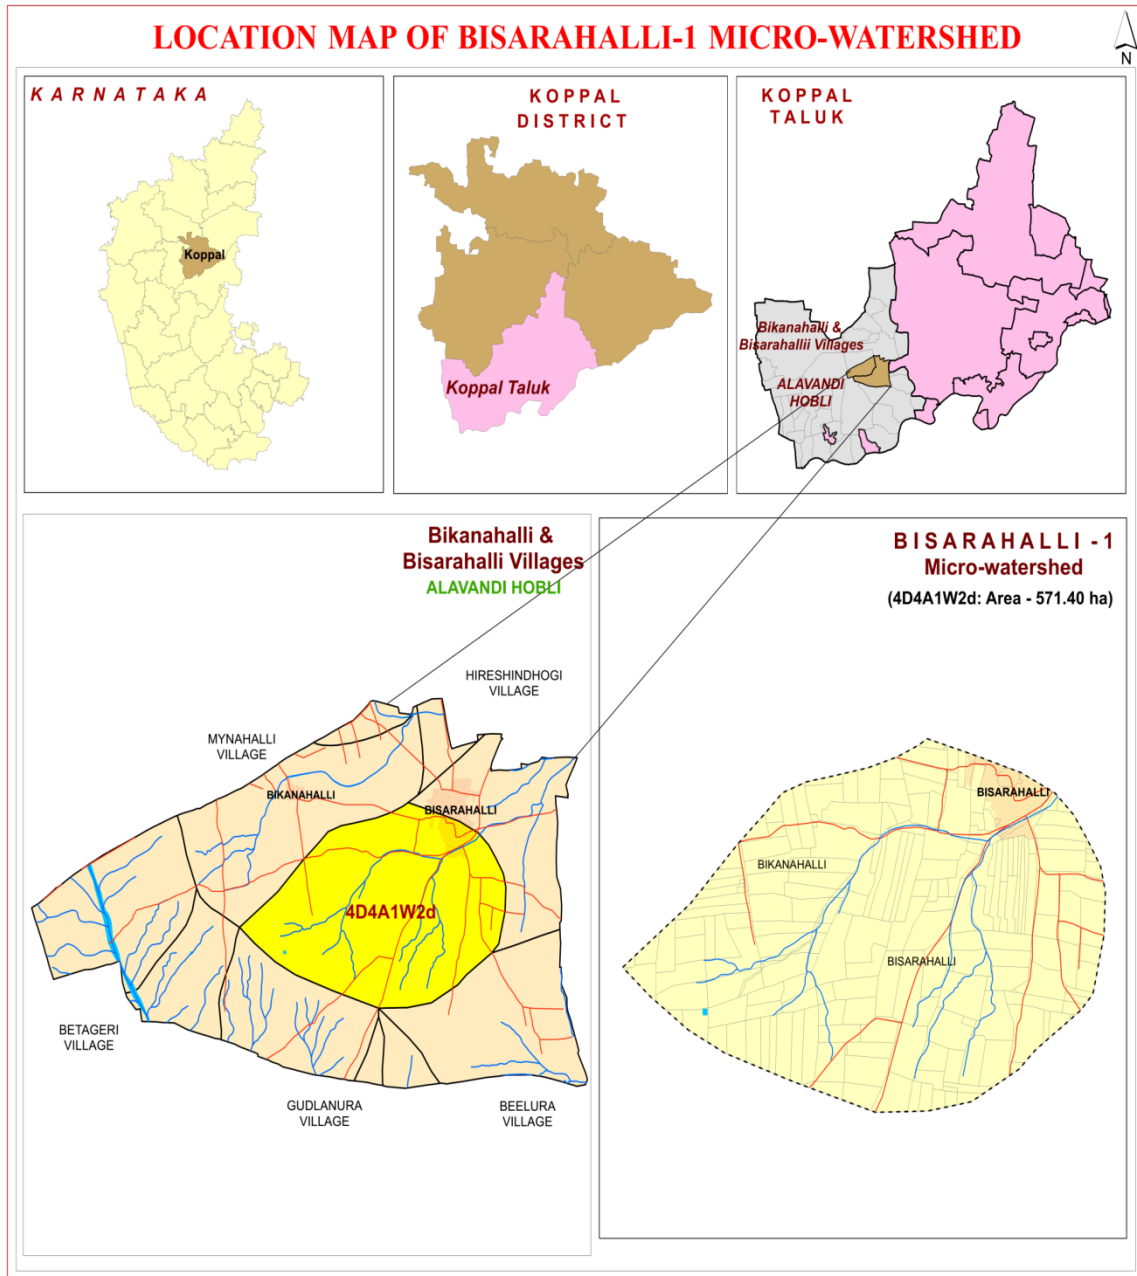 LOCATION MAP OF BISARAHALLI-1 MICRO-WATERSHED
N
KARNATAKA
Koppal
KOPPAL
DISTRICT
Koppal Taluk
KOPPAL
TALUK
Bikanahalli &
Bisarahallii Villages
ALAVANDI
HOBLI
Bikanahalli &
Bisarahalli Villages
ALAVANDI HOBLI
HIRESHINDHOGI
VILLAGE
MYNAHALLI
VILLAGE
BIKANAHALLI
BISARAHALLI
4D4A1W2d
BETAGERI
VILLAGE
GUDLANURA
VILLAGE
BEELURA
VILLAGE
BISARAHALLI -1
Micro-watershed
(4D4A1W2d: Area - 571.40 ha)
BISARAHALLI
BIKANAHALLI
BISARAHALLI